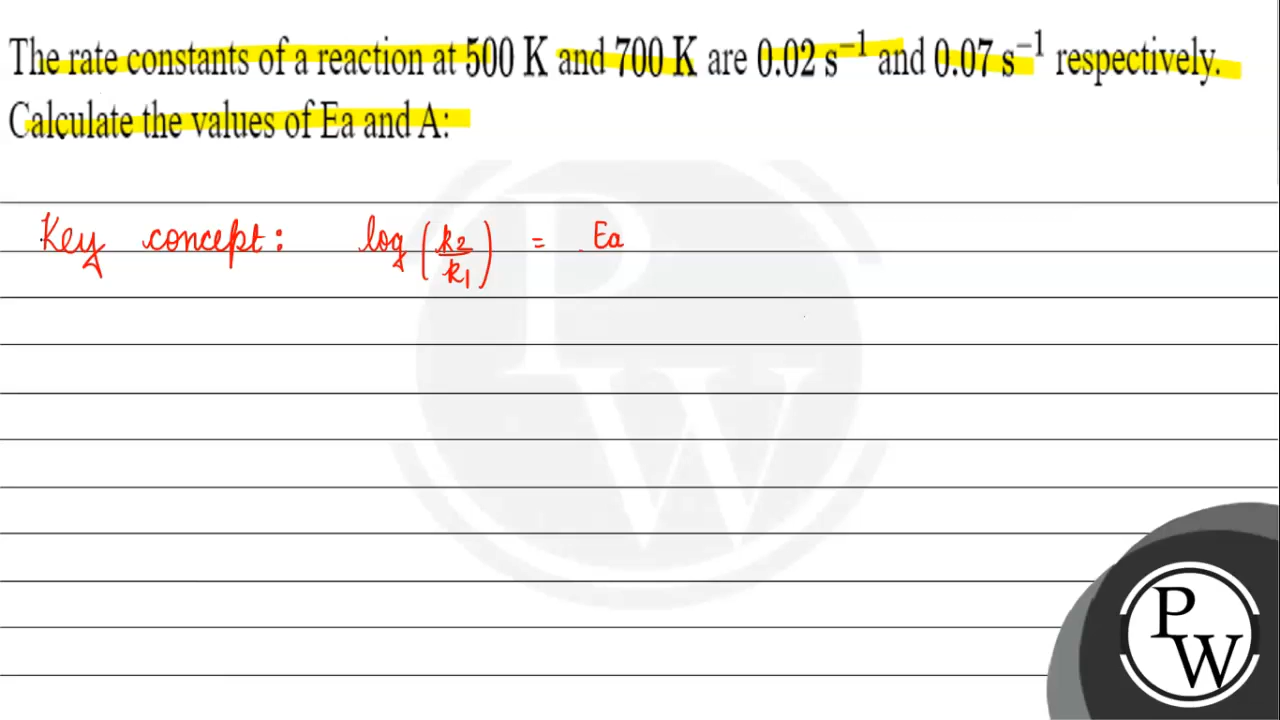 The rate constants of a reaction at 500 K and 700 K are 0.02 s⁻¹ and 0.07 s⁻¹ respectively.
Calculate the values of Ea and A:
Key concept: log (k₂/k₁) = Ea
P
W
P
W